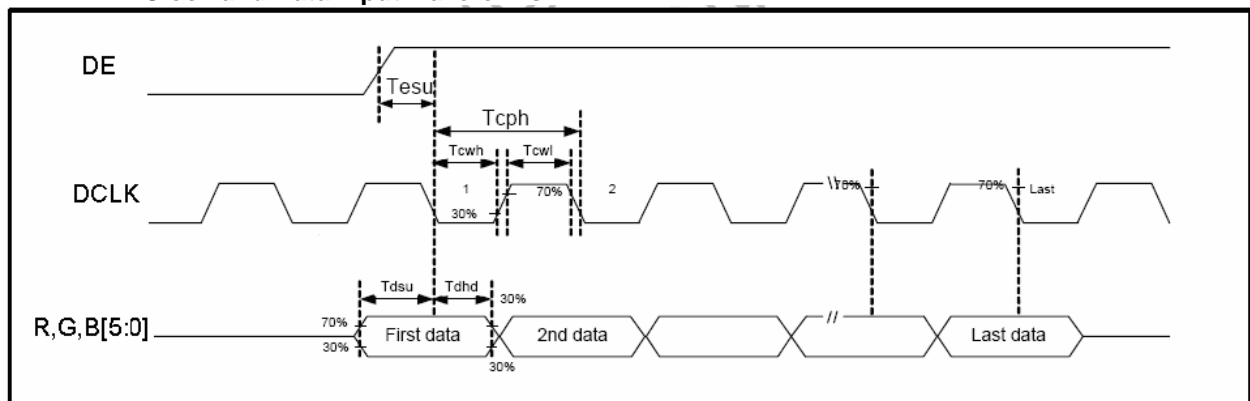 DE
Tesu
Tcph
Tcwh
Tcwl
DCLK
1
30%
70%
2
\\
70%
70%
Last
Tdsu
Tdhd
30%
R,G,B[5:0]
70%
30%
First data
30%
2nd data
//
Last data